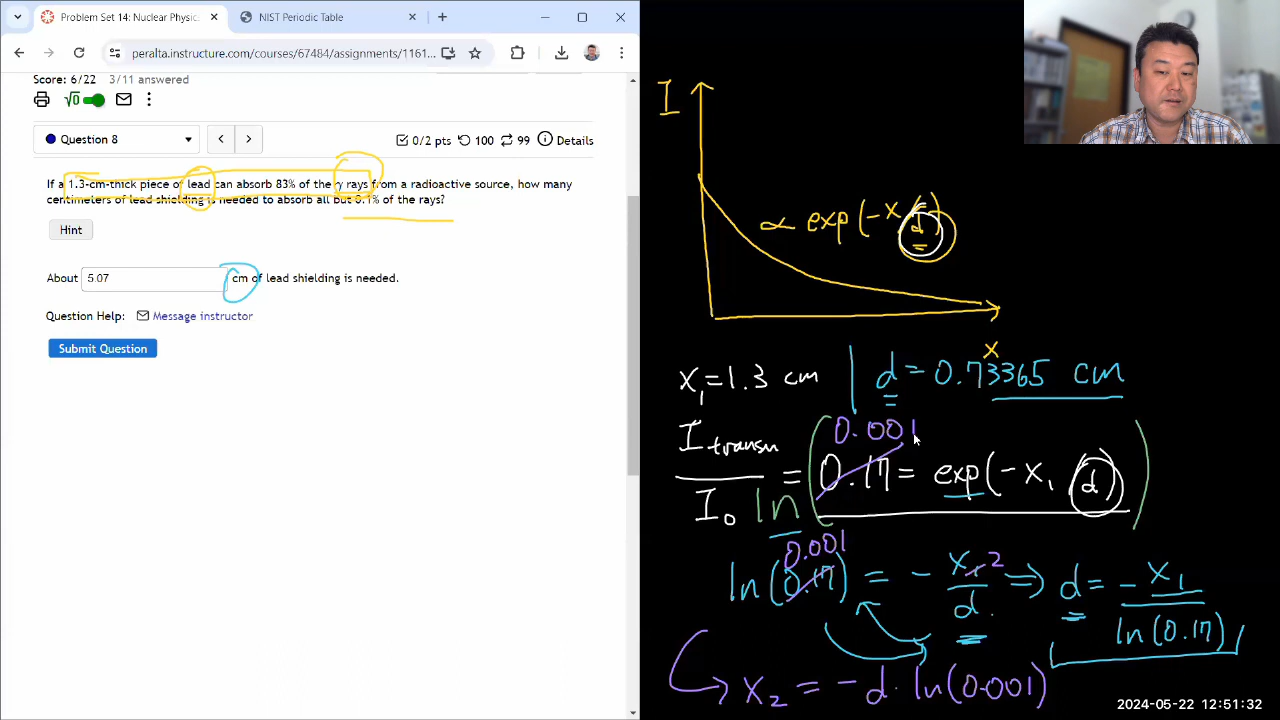 Problem Set 14: Nuclear Physic
NIST Periodic Table
peralta.instructure.com/courses/67484/assignments/1161...
Score: 6/22 3/11 answered
√0
Question 8
0/2 pts 100 99 Details
If a 1.3-cm-thick piece of lead can absorb 83% of the γ rays from a radioactive source, how many
centimeters of lead shielding is needed to absorb all but 0.1% of the rays?
Hint
About 5.07 cm of lead shielding is needed.
Question Help: Message instructor
Submit Question
I
∝ exp(-x/d)
x
x₁=1.3 cm
d = 0.73365 cm
0.001
I transm / I₀ = 0.17 = exp(-x₁/d)
ln
0.001
ln(0.17) = - x₁ 2 / d ⇒ d = - x₁ / ln(0.17)
x₂ = - d · ln(0.001)
2024-05-22 12:51:32